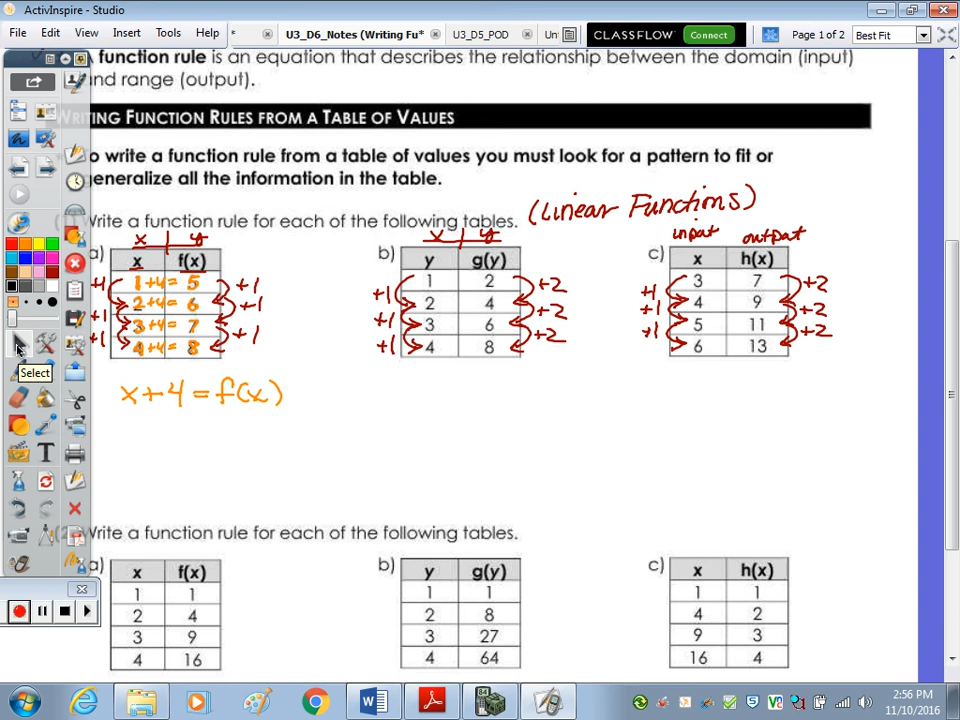 ActivInspire - Studio
File Edit View Insert Tools Help
U3_D6_Notes (Writing Fu* U3_D5_POD Un CLASSFLOW Connect Page 1 of 2 Best Fit
A function rule is an equation that describes the relationship between the domain (input)
and range (output).
WRITING FUNCTION RULES FROM A TABLE OF VALUES
o write a function rule from a table of values you must look for a pattern to fit or
generalize all the information in the table.
(Linear Functions)
Write a function rule for each of the following tables.
x y x y input output
a) x f(x) b) y g(y) c) x h(x)
1+4= 5 1 2 3 7
+1 +1 +1 +2 +1 +2
2+4= 6 2 4 4 9
+1 +1 +1 +2 +1 +2
3+4= 7 3 6 5 11
+1 +1 +1 +2 +2
4+4= 8 4 8 6 13
x+4=f(x)
Select
Write a function rule for each of the following tables.
a) x f(x) b) y g(y) c) x h(x)
1 1 1 1 1 1
2 4 2 8 4 2
3 9 3 27 9 3
4 16 4 64 16 4
2:56 PM
11/10/2016